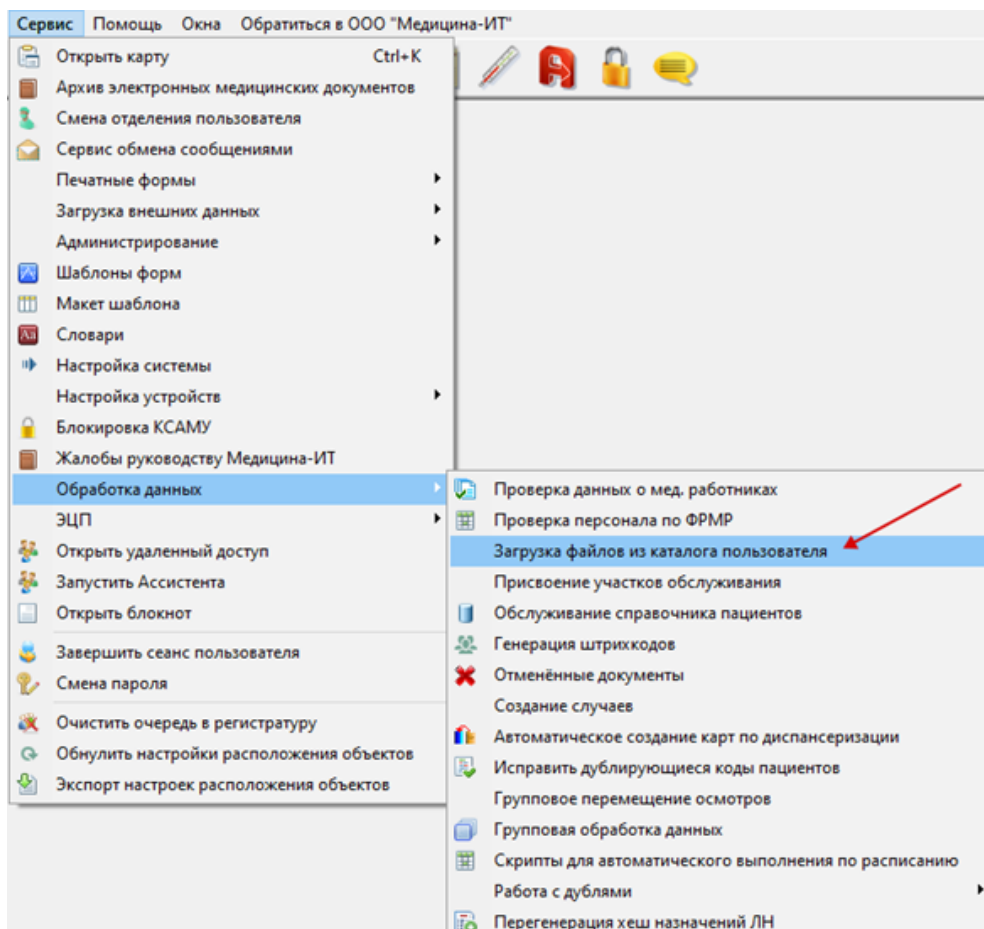 Сервис Помощь Окна Обратиться в ООО "Медицина-ИТ"
Открыть карту Ctrl+K
Архив электронных медицинских документов
Смена отделения пользователя
Сервис обмена сообщениями
Печатные формы
Загрузка внешних данных
Администрирование
Шаблоны форм
Макет шаблона
Словари
Настройка системы
Настройка устройств
Блокировка КСАМУ
Жалобы руководству Медицина-ИТ
Обработка данных
ЭЦП
Открыть удаленный доступ
Запустить Ассистента
Открыть блокнот
Завершить сеанс пользователя
Смена пароля
Очистить очередь в регистратуру
Обнулить настройки расположения объектов
Экспорт настроек расположения объектов
Проверка данных о мед. работниках
Проверка персонала по ФРМР
Загрузка файлов из каталога пользователя
Присвоение участков обслуживания
Обслуживание справочника пациентов
Генерация штрихкодов
Отменённые документы
Создание случаев
Автоматическое создание карт по диспансеризации
Исправить дублирующиеся коды пациентов
Групповое перемещение осмотров
Групповая обработка данных
Скрипты для автоматического выполнения по расписанию
Работа с дублями
Перегенерация хеш назначений ЛН